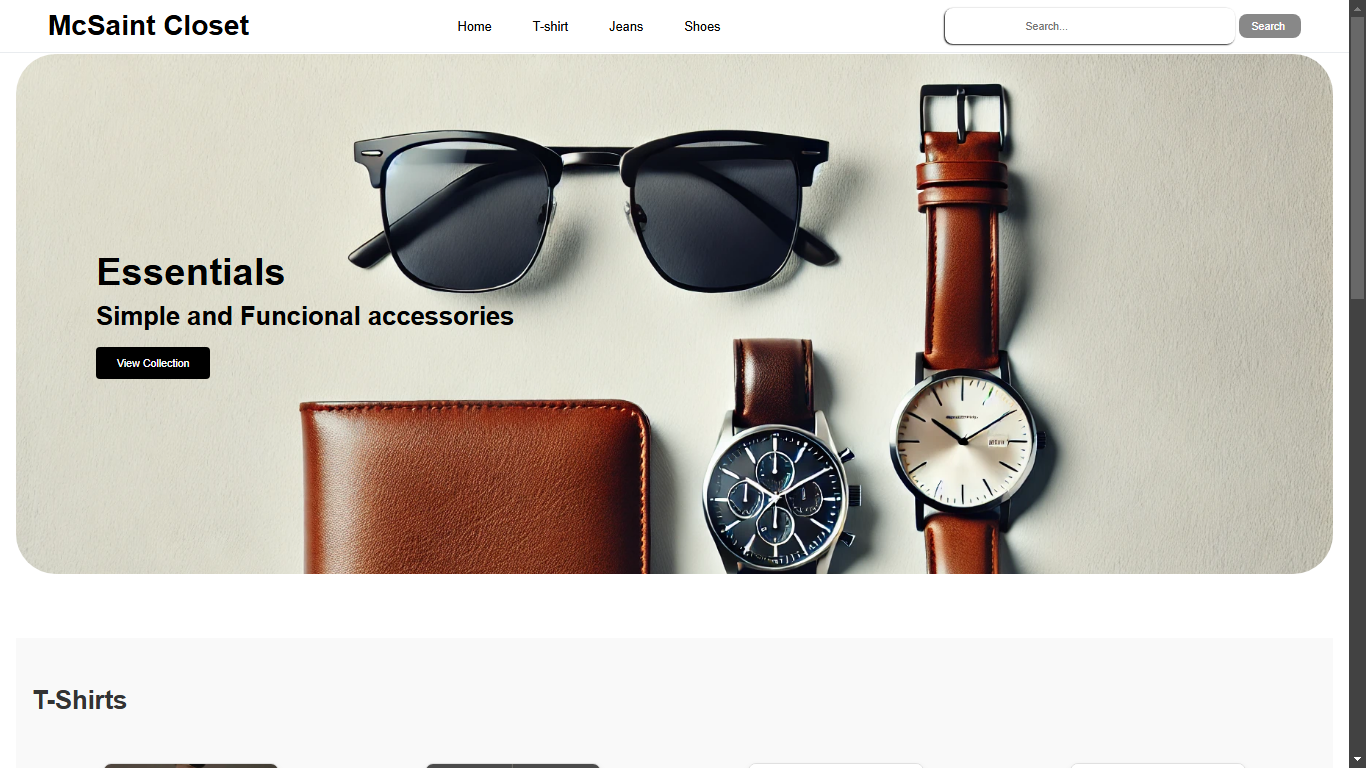 McSaint Closet
Home
T-shirt
Jeans
Shoes
Search...
Search
Essentials
Simple and Funcional accessories
View Collection
T-Shirts